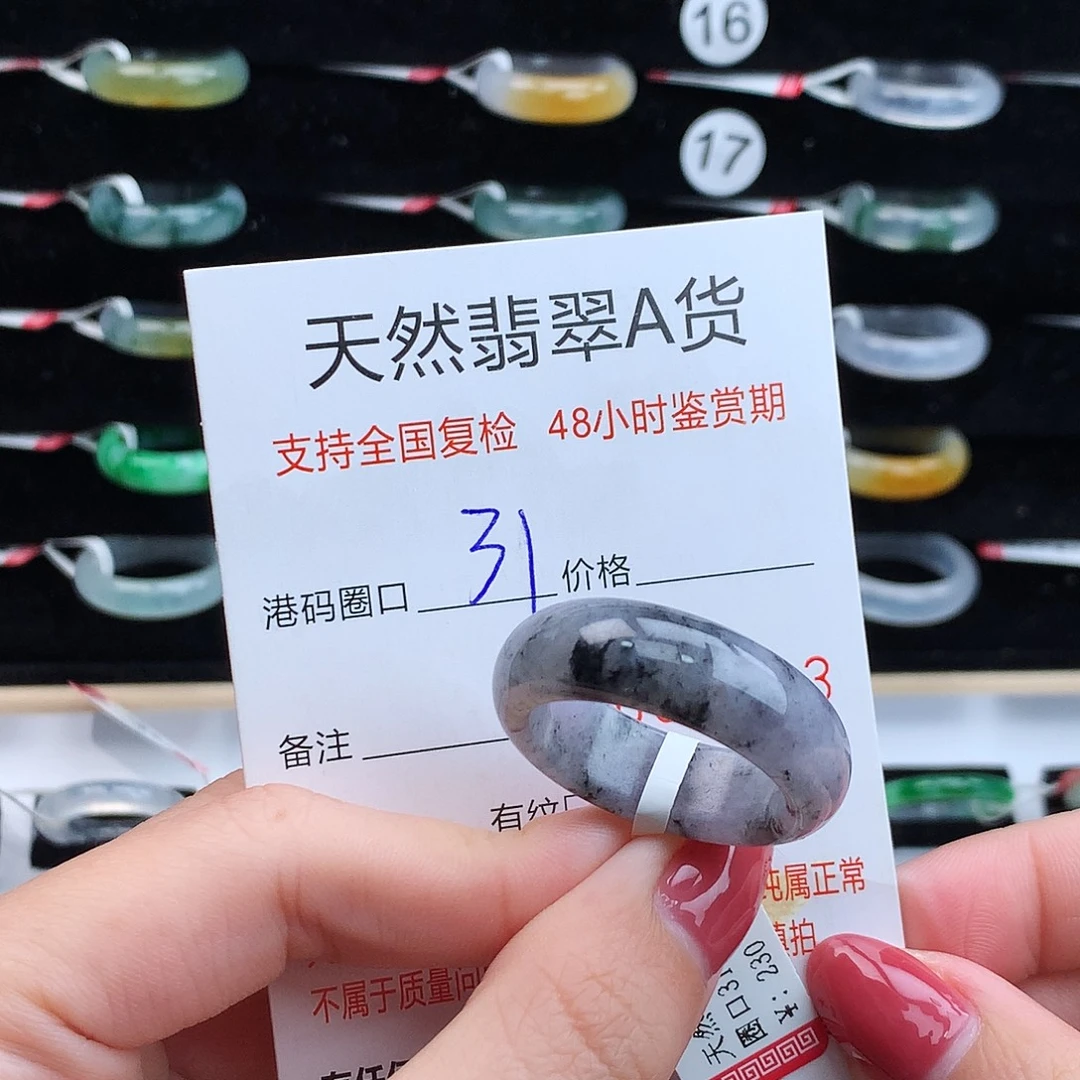 16
17
天然翡翠A货
支持全国复检 48小时鉴赏期
港码圈口 31 价格
3
备注
有纹
纯属正常
慎拍
不属于质量问
天然
圈口31
¥: 230